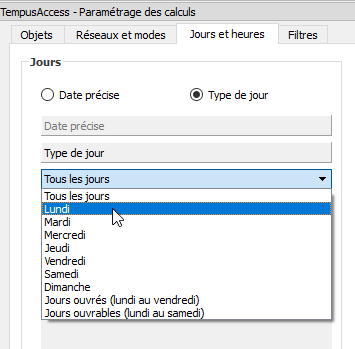 TempusAccess - Paramétrage des calculs
Objets Réseaux et modes Jours et heures Filtres
Jours
Date précise Type de jour
Date précise
Type de jour
Tous les jours
Tous les jours
Lundi
Mardi
Mercredi
Jeudi
Vendredi
Samedi
Dimanche
Jours ouvrés (lundi au vendredi)
Jours ouvrables (lundi au samedi)